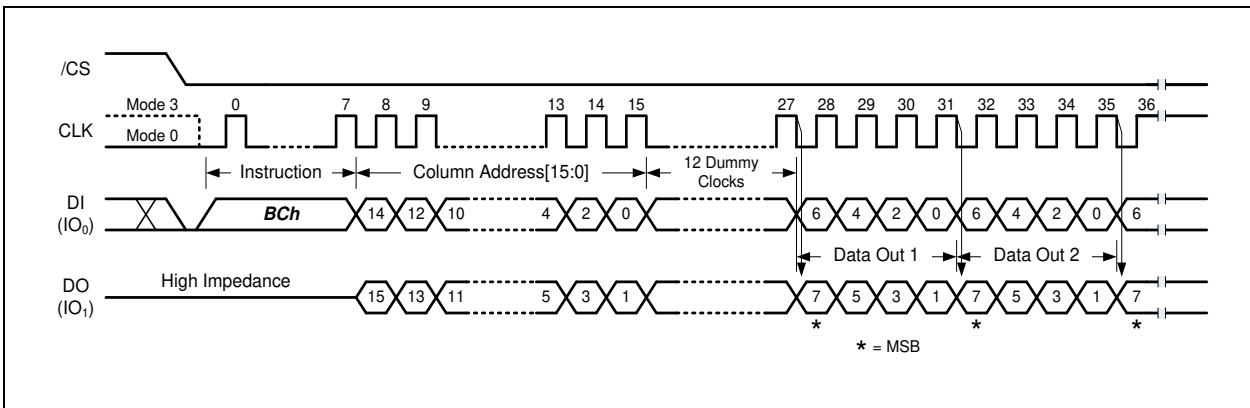 /CS
Mode 3 0 7 8 9 13 14 15 27 28 29 30 31 32 33 34 35 36
CLK Mode 0
Instruction Column Address[15:0] 12 Dummy
Clocks
DI
(IO0) BCh 14 12 10 4 2 0 6 4 2 0 6 4 2 0 6
Data Out 1 Data Out 2
High Impedance
DO
(IO1) 15 13 11 5 3 1 7 5 3 1 7 5 3 1 7
* * *
* = MSB